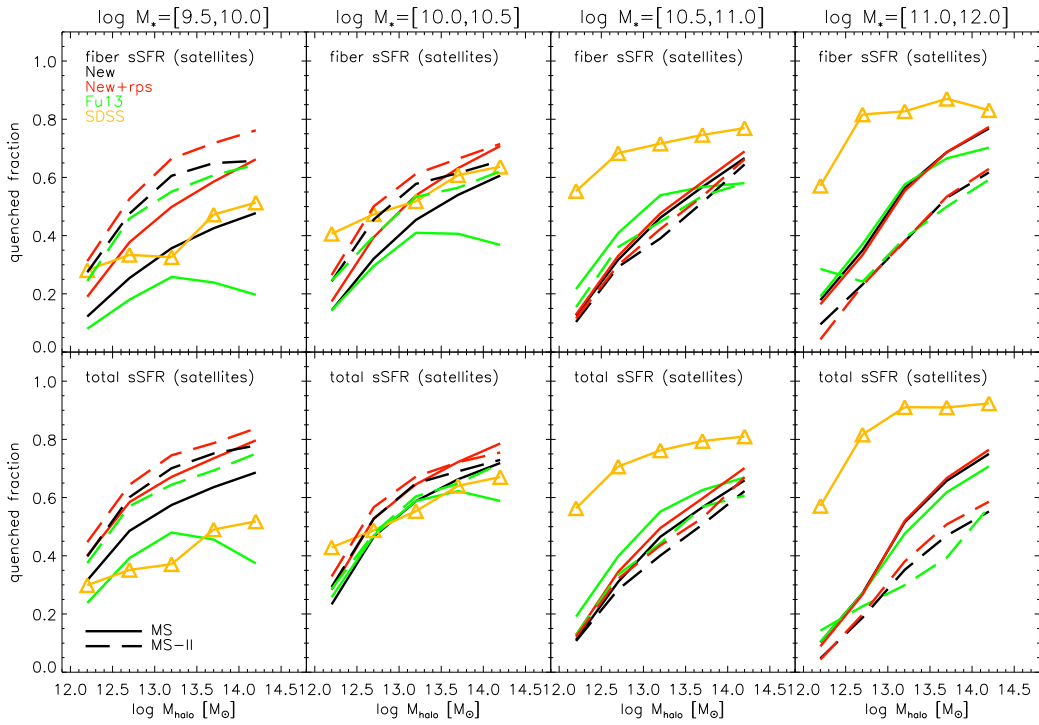 log M*=[9.5,10.0] log M*=[10.0,10.5] log M*=[10.5,11.0] log M*=[11.0,12.0]
fiber sSFR (satellites) fiber sSFR (satellites) fiber sSFR (satellites) fiber sSFR (satellites)
New
New+rps
Fu13
SDSS
quenched fraction
1.0
0.8
0.6
0.4
0.2
0.0
total sSFR (satellites) total sSFR (satellites) total sSFR (satellites) total sSFR (satellites)
quenched fraction
1.0
0.8
0.6
0.4
0.2
0.0
MS
MS-II
12.0 12.5 13.0 13.5 14.0 14.5 12.0 12.5 13.0 13.5 14.0 14.5 12.0 12.5 13.0 13.5 14.0 14.5 12.0 12.5 13.0 13.5 14.0 14.5
log Mhalo [M⊙] log Mhalo [M⊙] log Mhalo [M⊙] log Mhalo [M⊙]